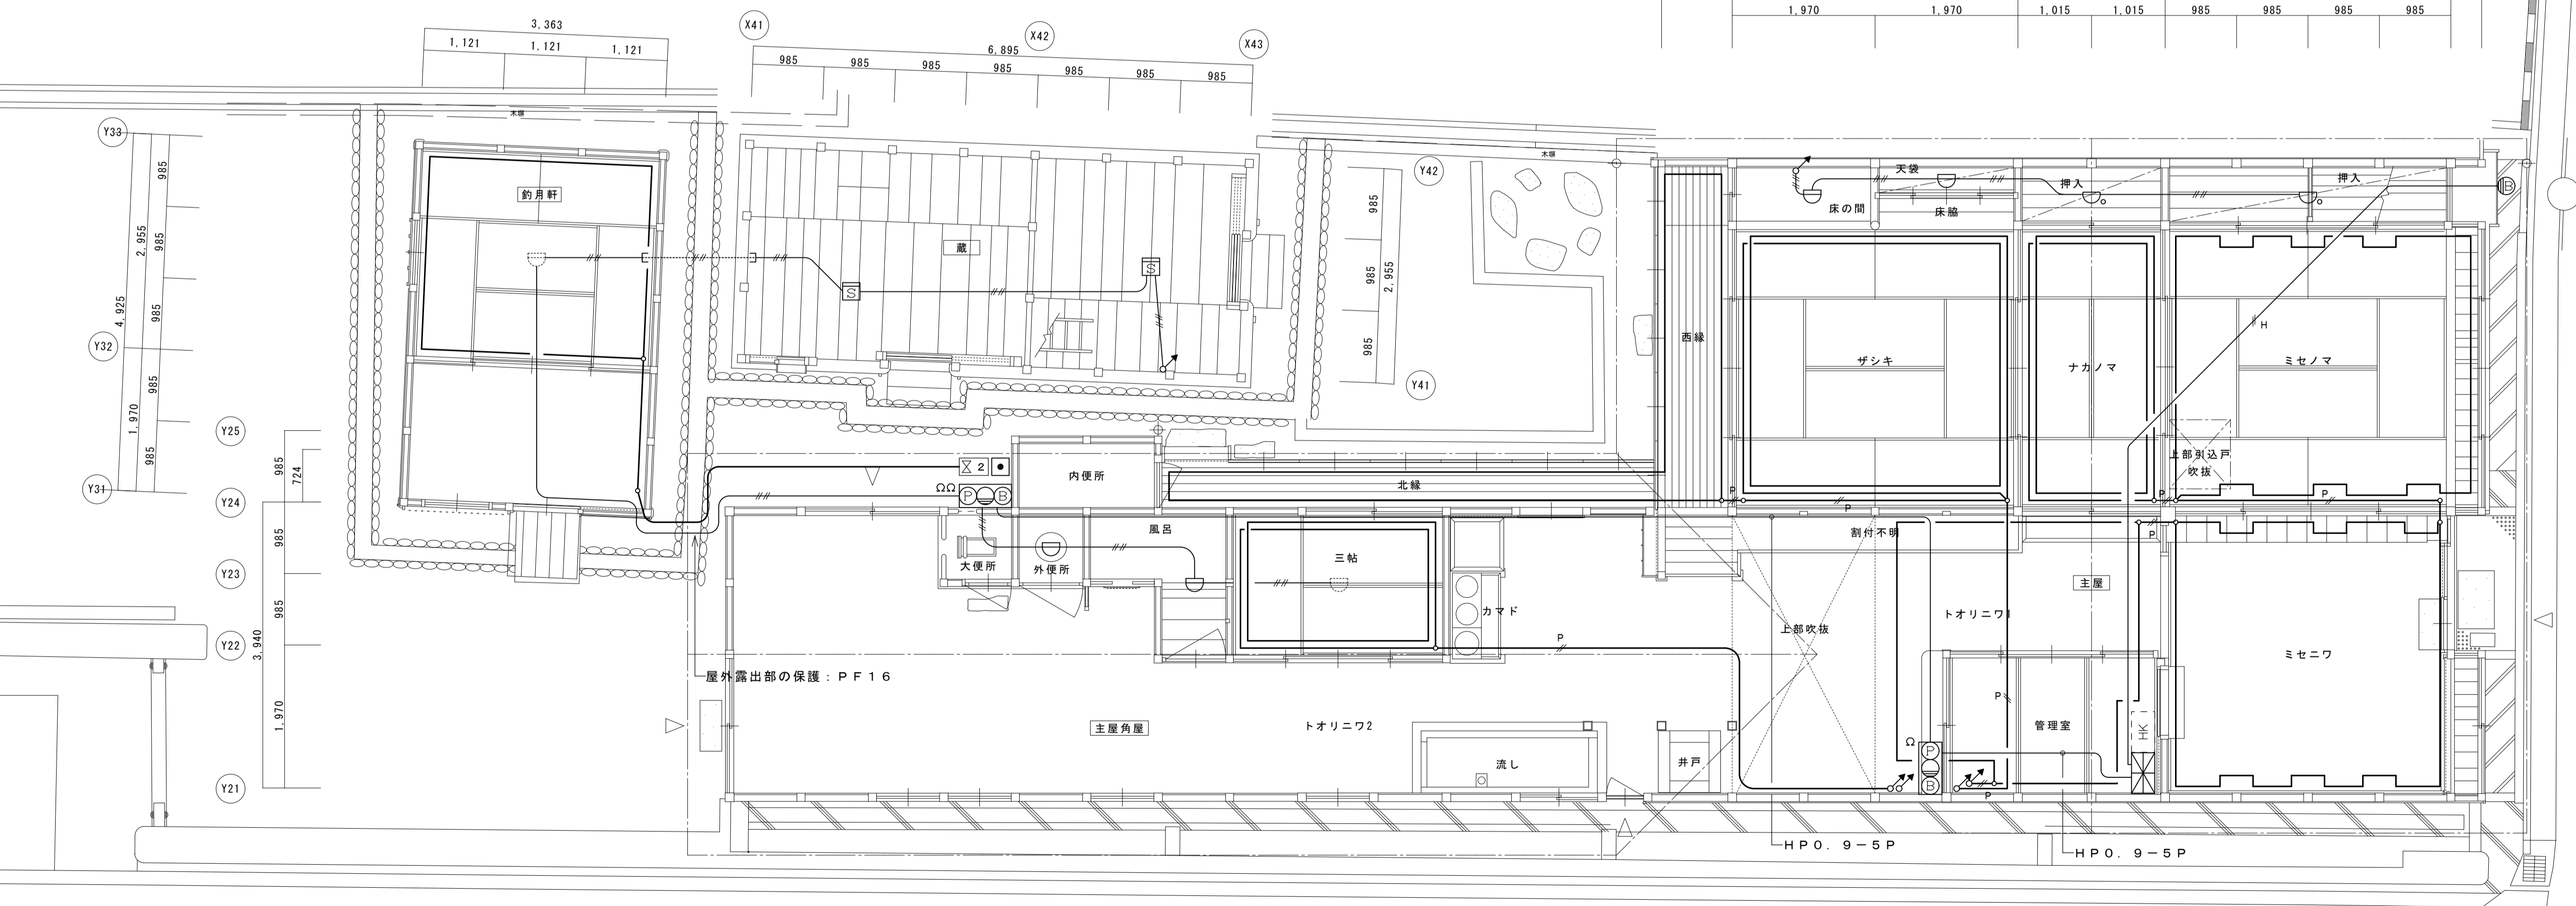 3,363
1,121
1,121
1,121
X41
X42
X43
6,895
985
985
985
985
985
985
985
1,970
1,970
1,015
1,015
985
985
985
985
木塀
木塀
Y33
Y32
Y31
4,925
2,955
1,970
985
985
985
985
985
釣月軒
蔵
S
S
Y42
Y41
985
985
985
2,955
天袋
床の間
床脇
押入
押入
B
西縁
ザシキ
ナカノマ
ミセノマ
H
上部引込戸
吹抜
Y25
Y24
Y23
Y22
Y21
985
724
985
985
3,940
1,970
2
ΩΩ
P
B
内便所
北縁
P
P
P
P
P
風呂
大便所
外便所
三帖
カマド
割付不明
主屋
トオリニワ1
上部吹抜
P
ミセニワ
屋外露出部の保護:PF16
主屋角屋
トオリニワ2
流し
井戸
Ω
P
B
P
管理室
HK
P
HP0.9-5P
HP0.9-5P